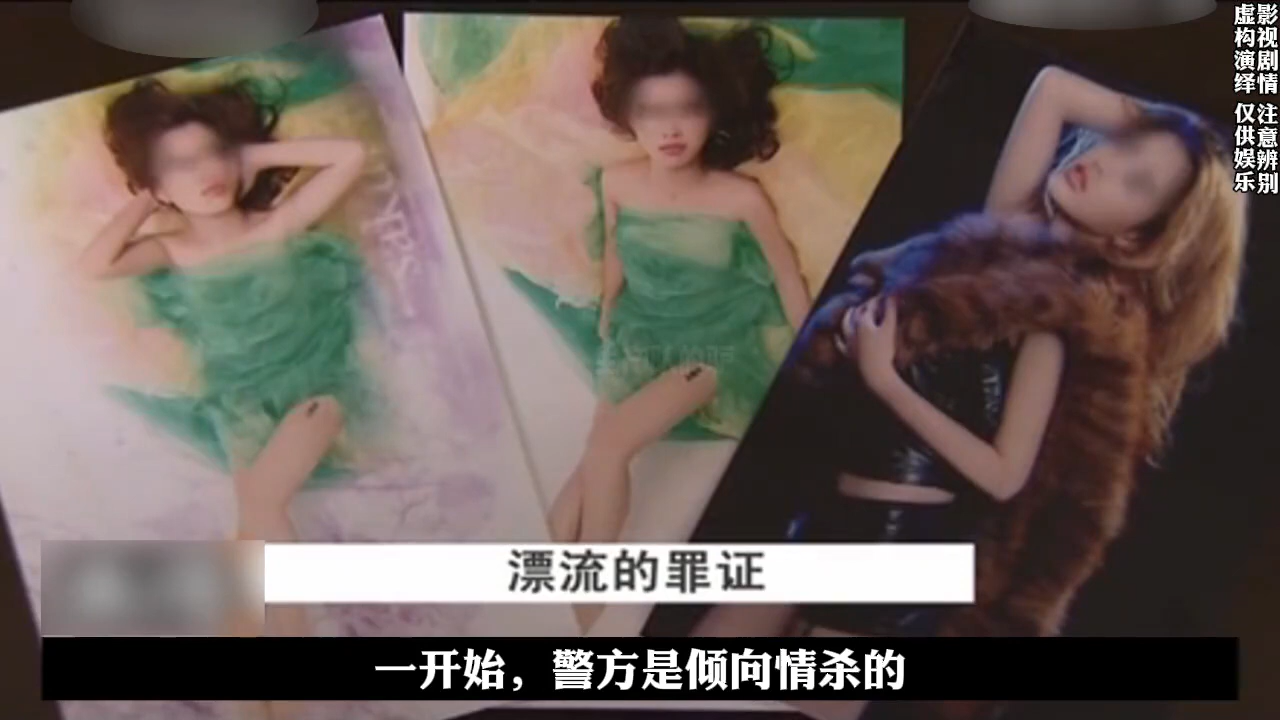 影视剧情 注意辨别
虚构演绎 仅供娱乐
漂流的罪证
一开始，警方是倾向情杀的